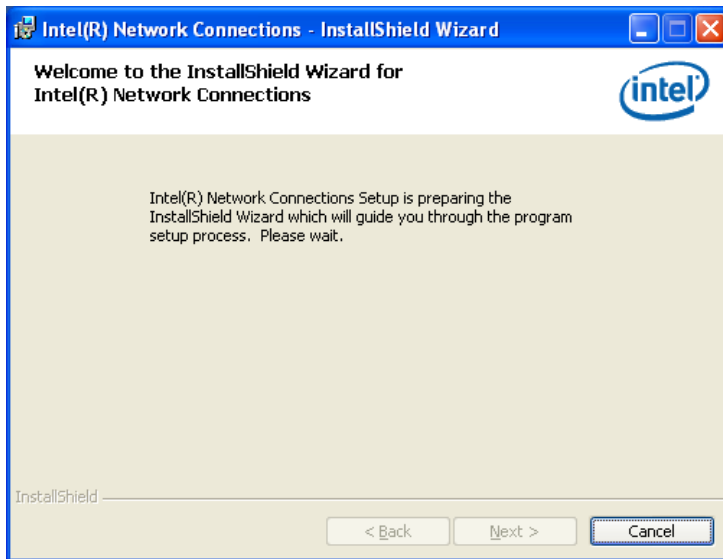 Intel(R) Network Connections - InstallShield Wizard
Welcome to the InstallShield Wizard for
Intel(R) Network Connections
intel
Intel(R) Network Connections Setup is preparing the
InstallShield Wizard which will guide you through the program
setup process.  Please wait.
InstallShield
< Back
Next >
Cancel